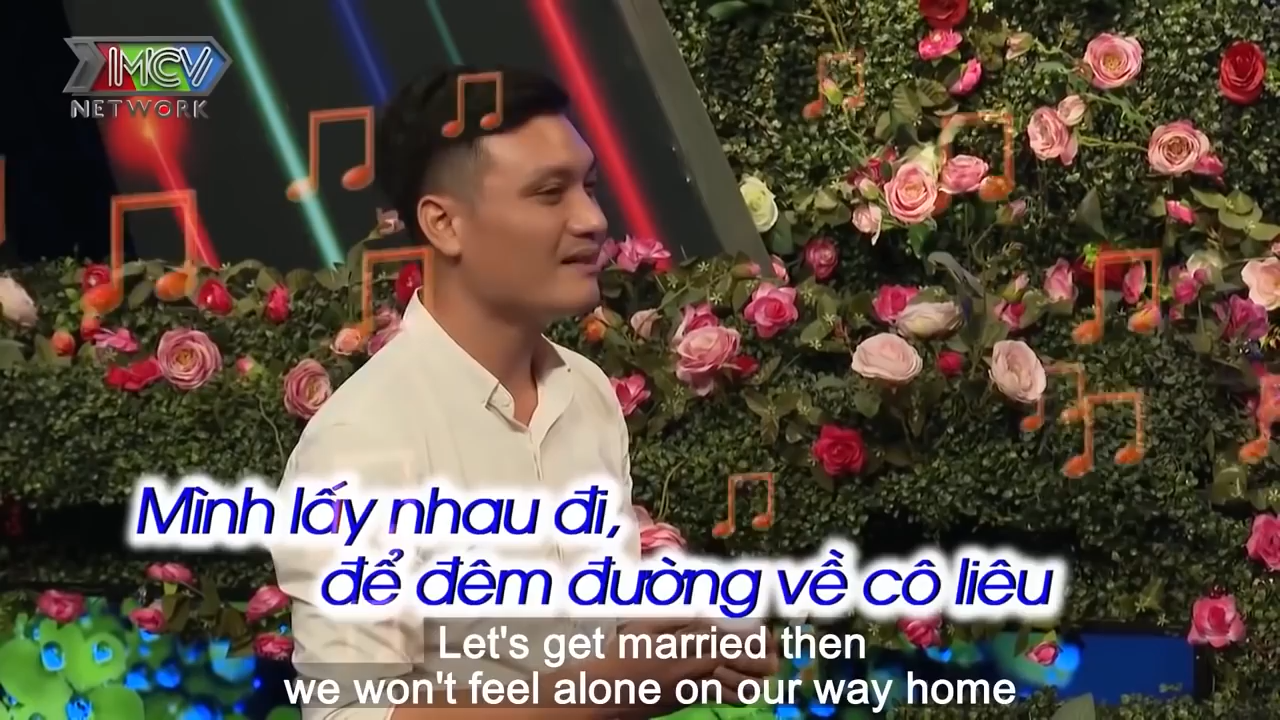 MCV
NETWORK
Mình lấy nhau đi,
để đêm đường về cô liêu
Let's get married then
we won't feel alone on our way home